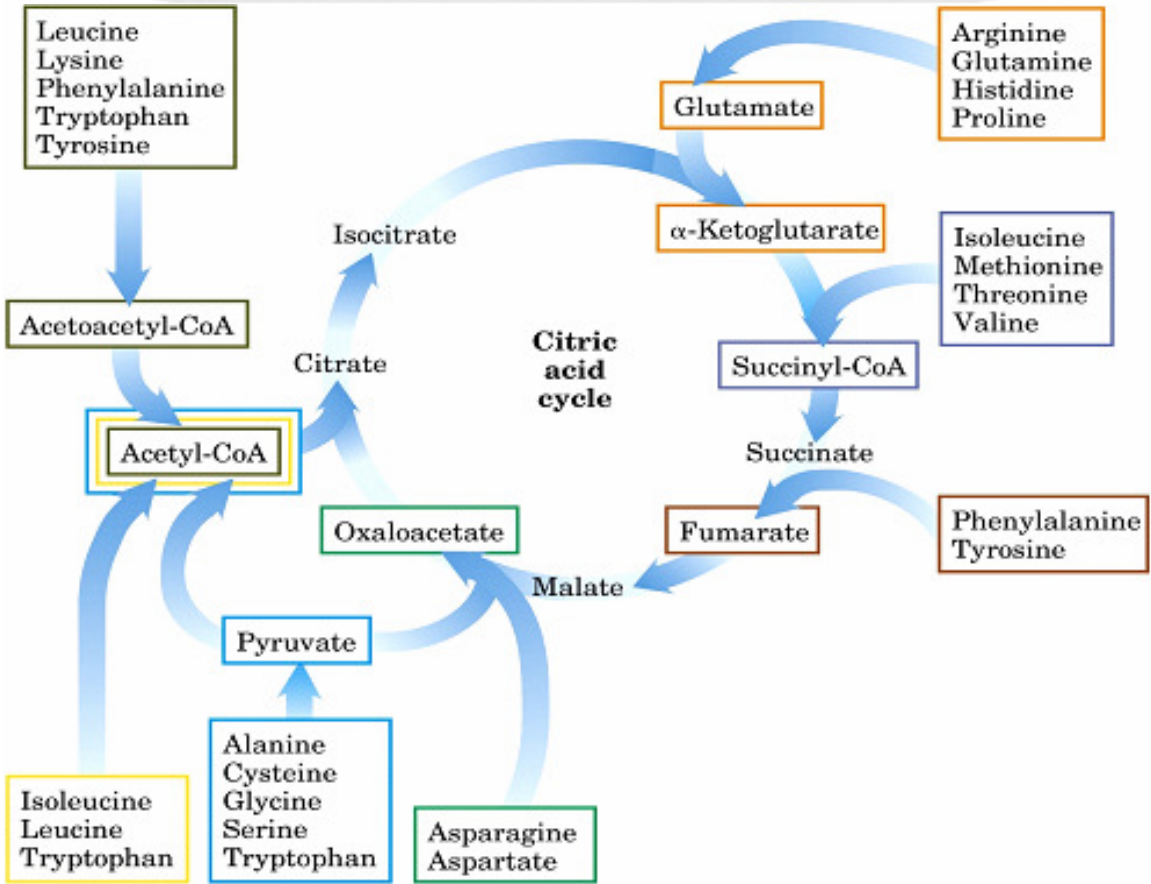 Leucine
Lysine
Phenylalanine
Tryptophan
Tyrosine
Arginine
Glutamine
Histidine
Proline
Glutamate
Isocitrate
α-Ketoglutarate
Isoleucine
Methionine
Threonine
Valine
Acetoacetyl-CoA
Citrate
Citric
acid
cycle
Succinyl-CoA
Acetyl-CoA
Succinate
Oxaloacetate
Fumarate
Phenylalanine
Tyrosine
Malate
Pyruvate
Isoleucine
Leucine
Tryptophan
Alanine
Cysteine
Glycine
Serine
Tryptophan
Asparagine
Aspartate